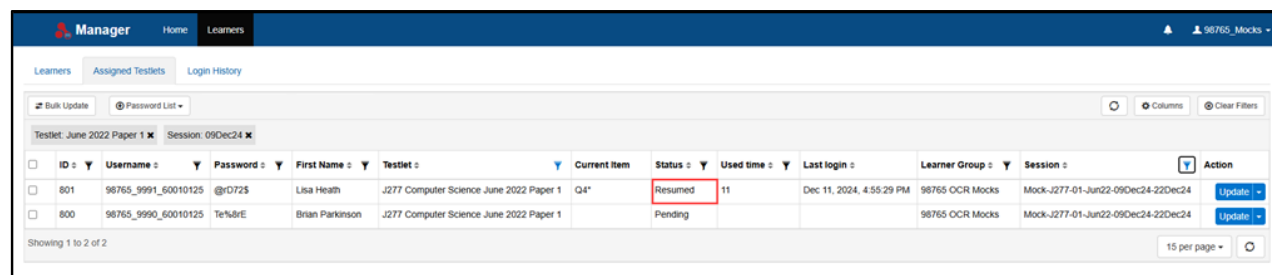 Manager Home Learners 98765_Mocks
Learners Assigned Testlets Login History
Bulk Update Password List Columns Clear Filters
Testlet: June 2022 Paper 1 ✖ Session: 09Dec24 ✖
ID Username Password First Name Testlet Current Item Status Used time Last login Learner Group Session Action
801 98765_9991_60010125 @rD72$ Lisa Heath J277 Computer Science June 2022 Paper 1 Q4* Resumed 11 Dec 11, 2024, 4:55:29 PM 98765 OCR Mocks Mock-J277-01-Jun22-09Dec24-22Dec24 Update
800 98765_9990_60010125 Te%8rE Brian Parkinson J277 Computer Science June 2022 Paper 1 Pending 98765 OCR Mocks Mock-J277-01-Jun22-09Dec24-22Dec24 Update
Showing 1 to 2 of 2 15 per page